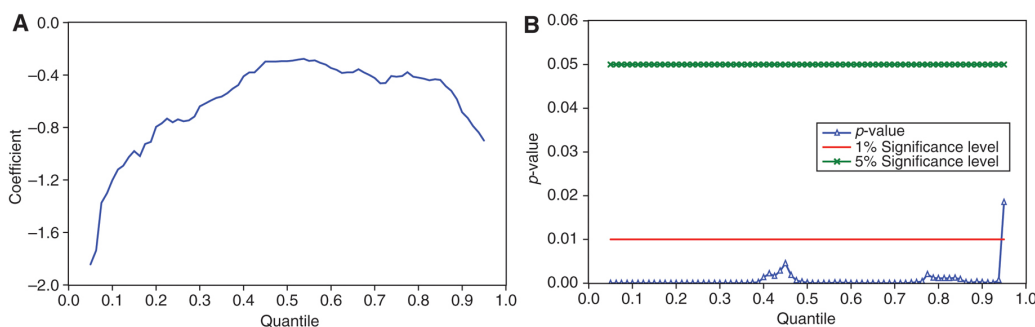 A
0.0
−0.4
−0.8
−1.2
−1.6
−2.0
Coefficient
0.0 0.1 0.2 0.3 0.4 0.5 0.6 0.7 0.8 0.9 1.0
Quantile
B
0.06
0.05
0.04
0.03
0.02
0.01
0.00
p-value
p-value
1% Significance level
5% Significance level
0.0 0.1 0.2 0.3 0.4 0.5 0.6 0.7 0.8 0.9 1.0
Quantile